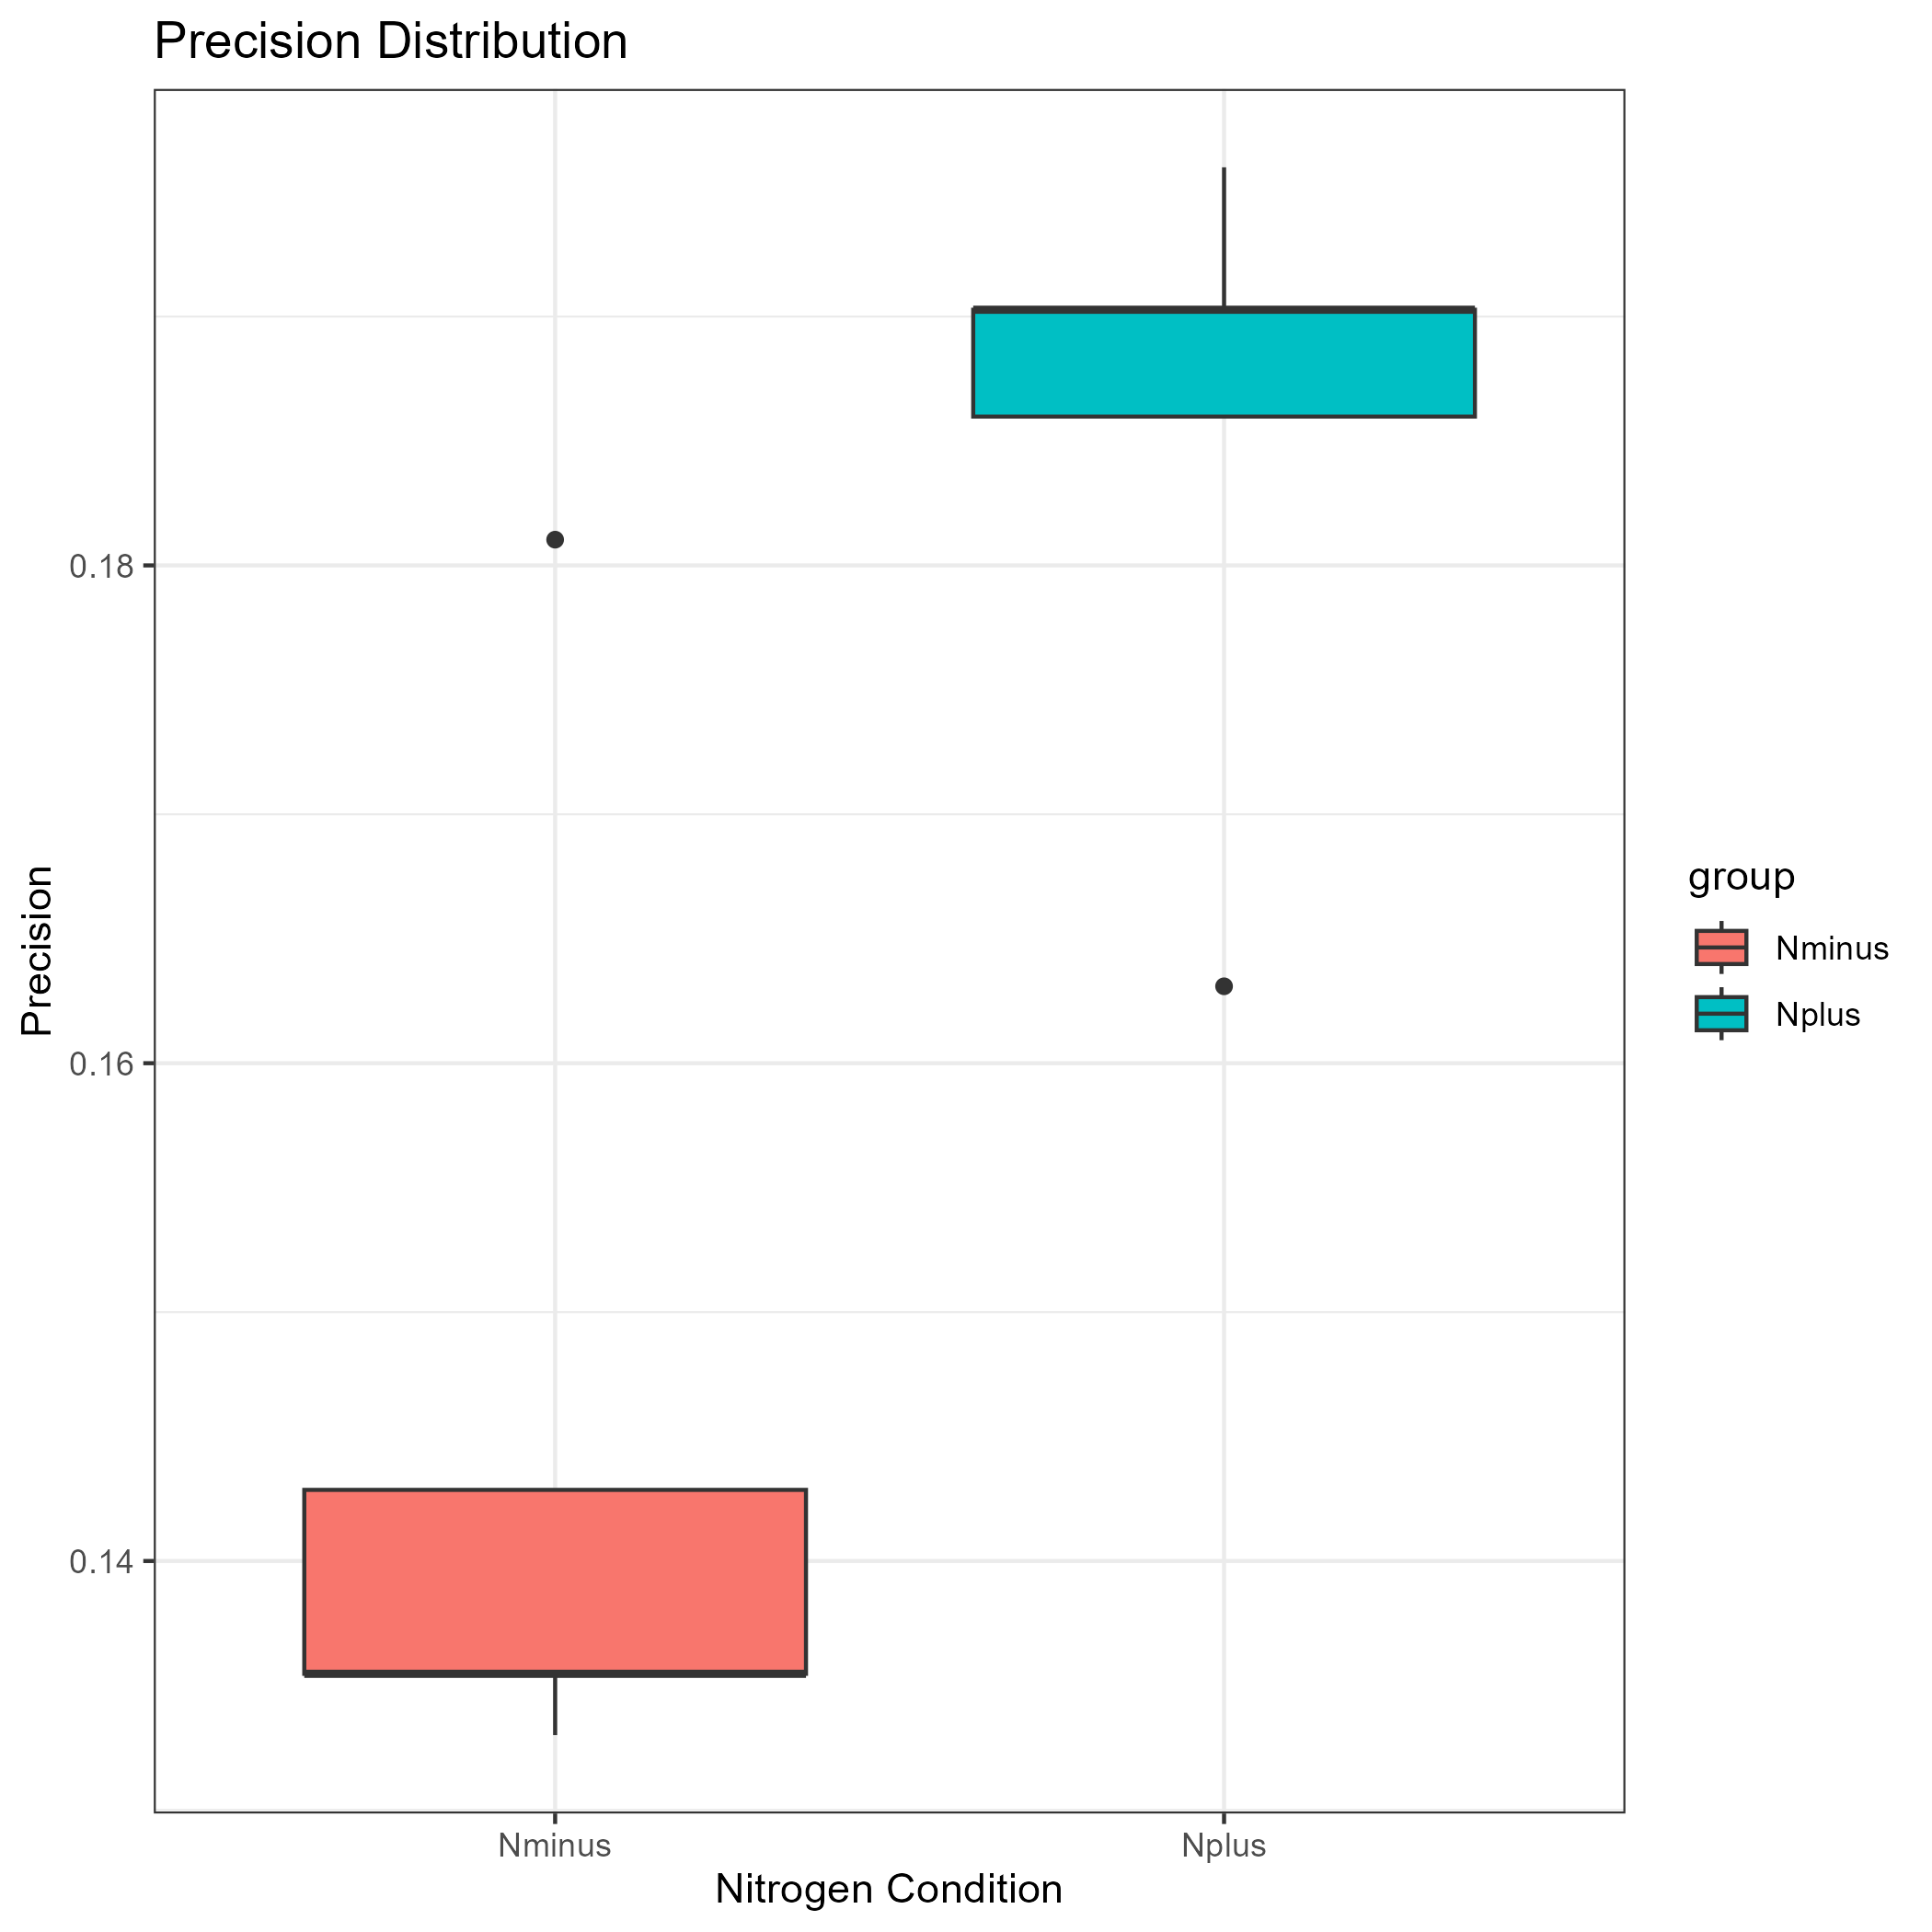 Precision Distribution
Precision
0.18
0.16
0.14
Nminus
Nplus
Nitrogen Condition
group
Nminus
Nplus